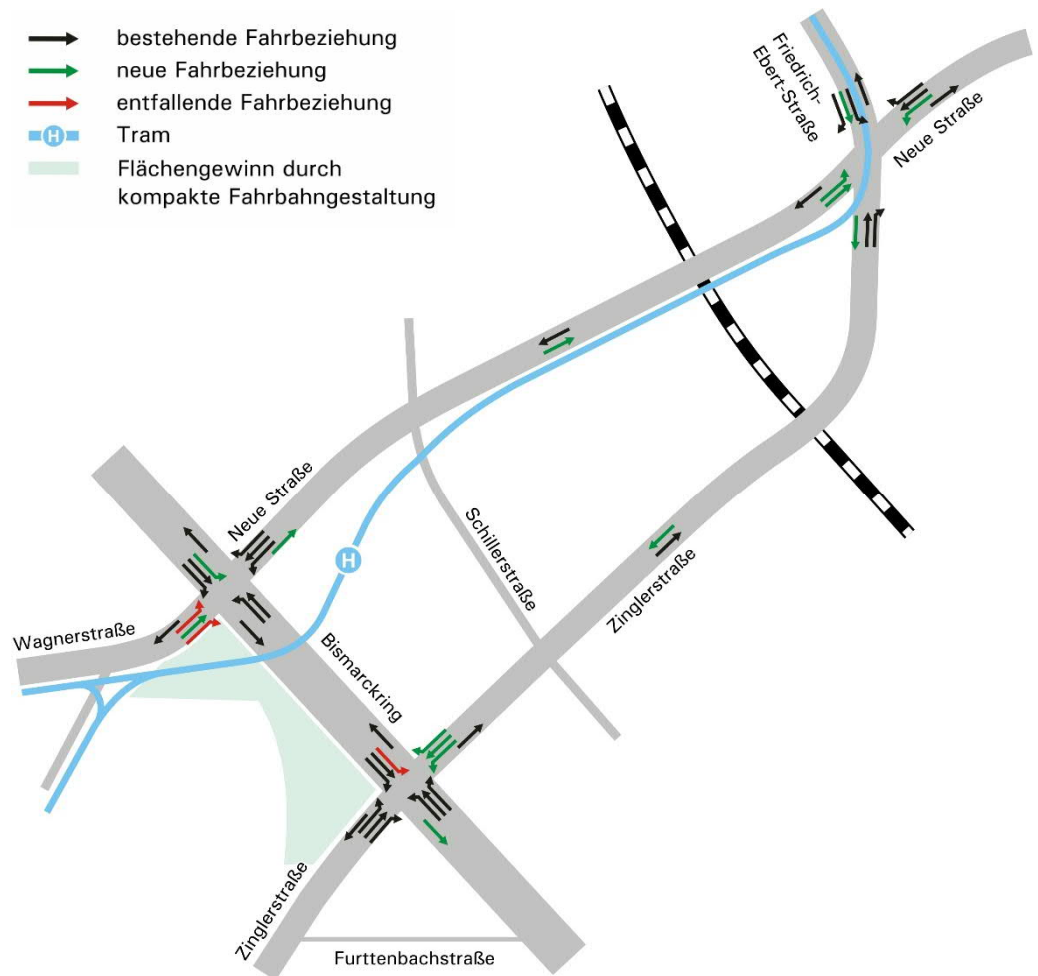 bestehende Fahrbeziehung
neue Fahrbeziehung
entfallende Fahrbeziehung
H
Tram
Flächengewinn durch
kompakte Fahrbahngestaltung
Friedrich-
Ebert-Straße
Neue Straße
Neue Straße
Schillerstraße
H
Zinglerstraße
Wagnerstraße
Bismarckring
Zinglerstraße
Furttenbachstraße